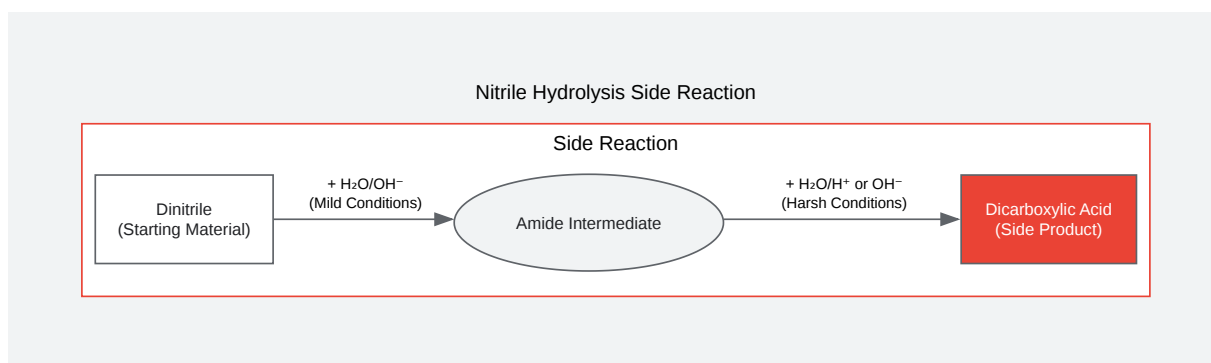 Nitrile Hydrolysis Side Reaction
Side Reaction
Dinitrile
(Starting Material)
+ H₂O/OH⁻
(Mild Conditions)
Amide Intermediate
+ H₂O/H⁺ or OH⁻
(Harsh Conditions)
Dicarboxylic Acid
(Side Product)